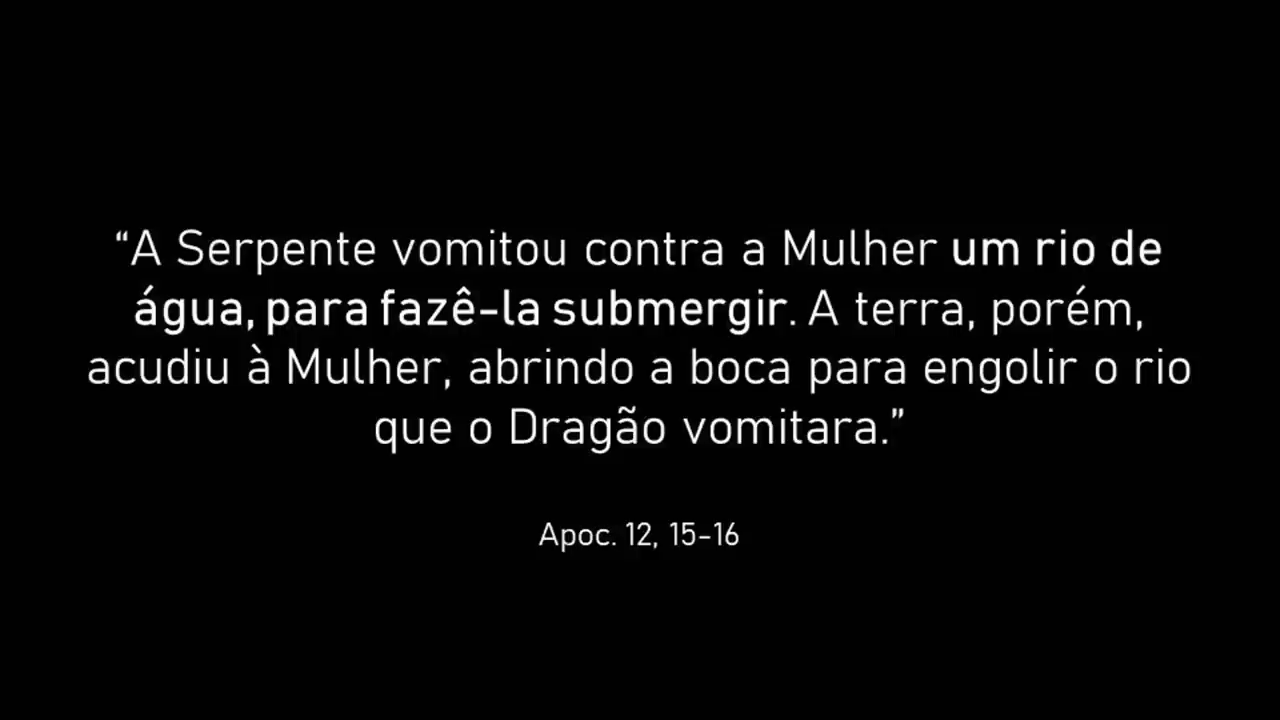 “A Serpente vomitou contra a Mulher um rio de
água, para fazê-la submergir. A terra, porém,
acudiu à Mulher, abrindo a boca para engolir o rio
que o Dragão vomitara.”
Apoc. 12, 15-16